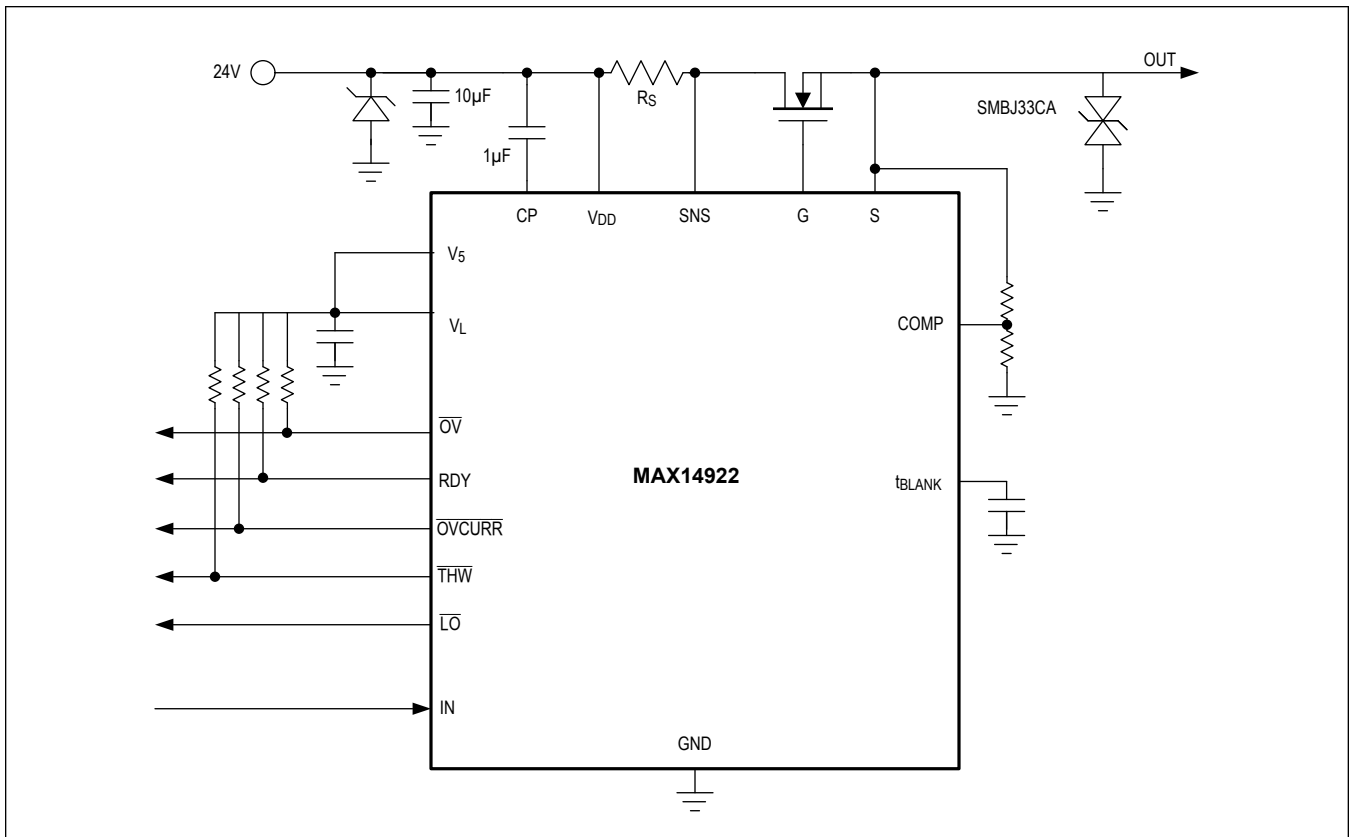 24V
OUT
10µF
RS
SMBJ33CA
1µF
CP
VDD
SNS
G
S
V5
VL
COMP
OV
RDY
MAX14922
tBLANK
OVCURR
THW
LO
IN
GND